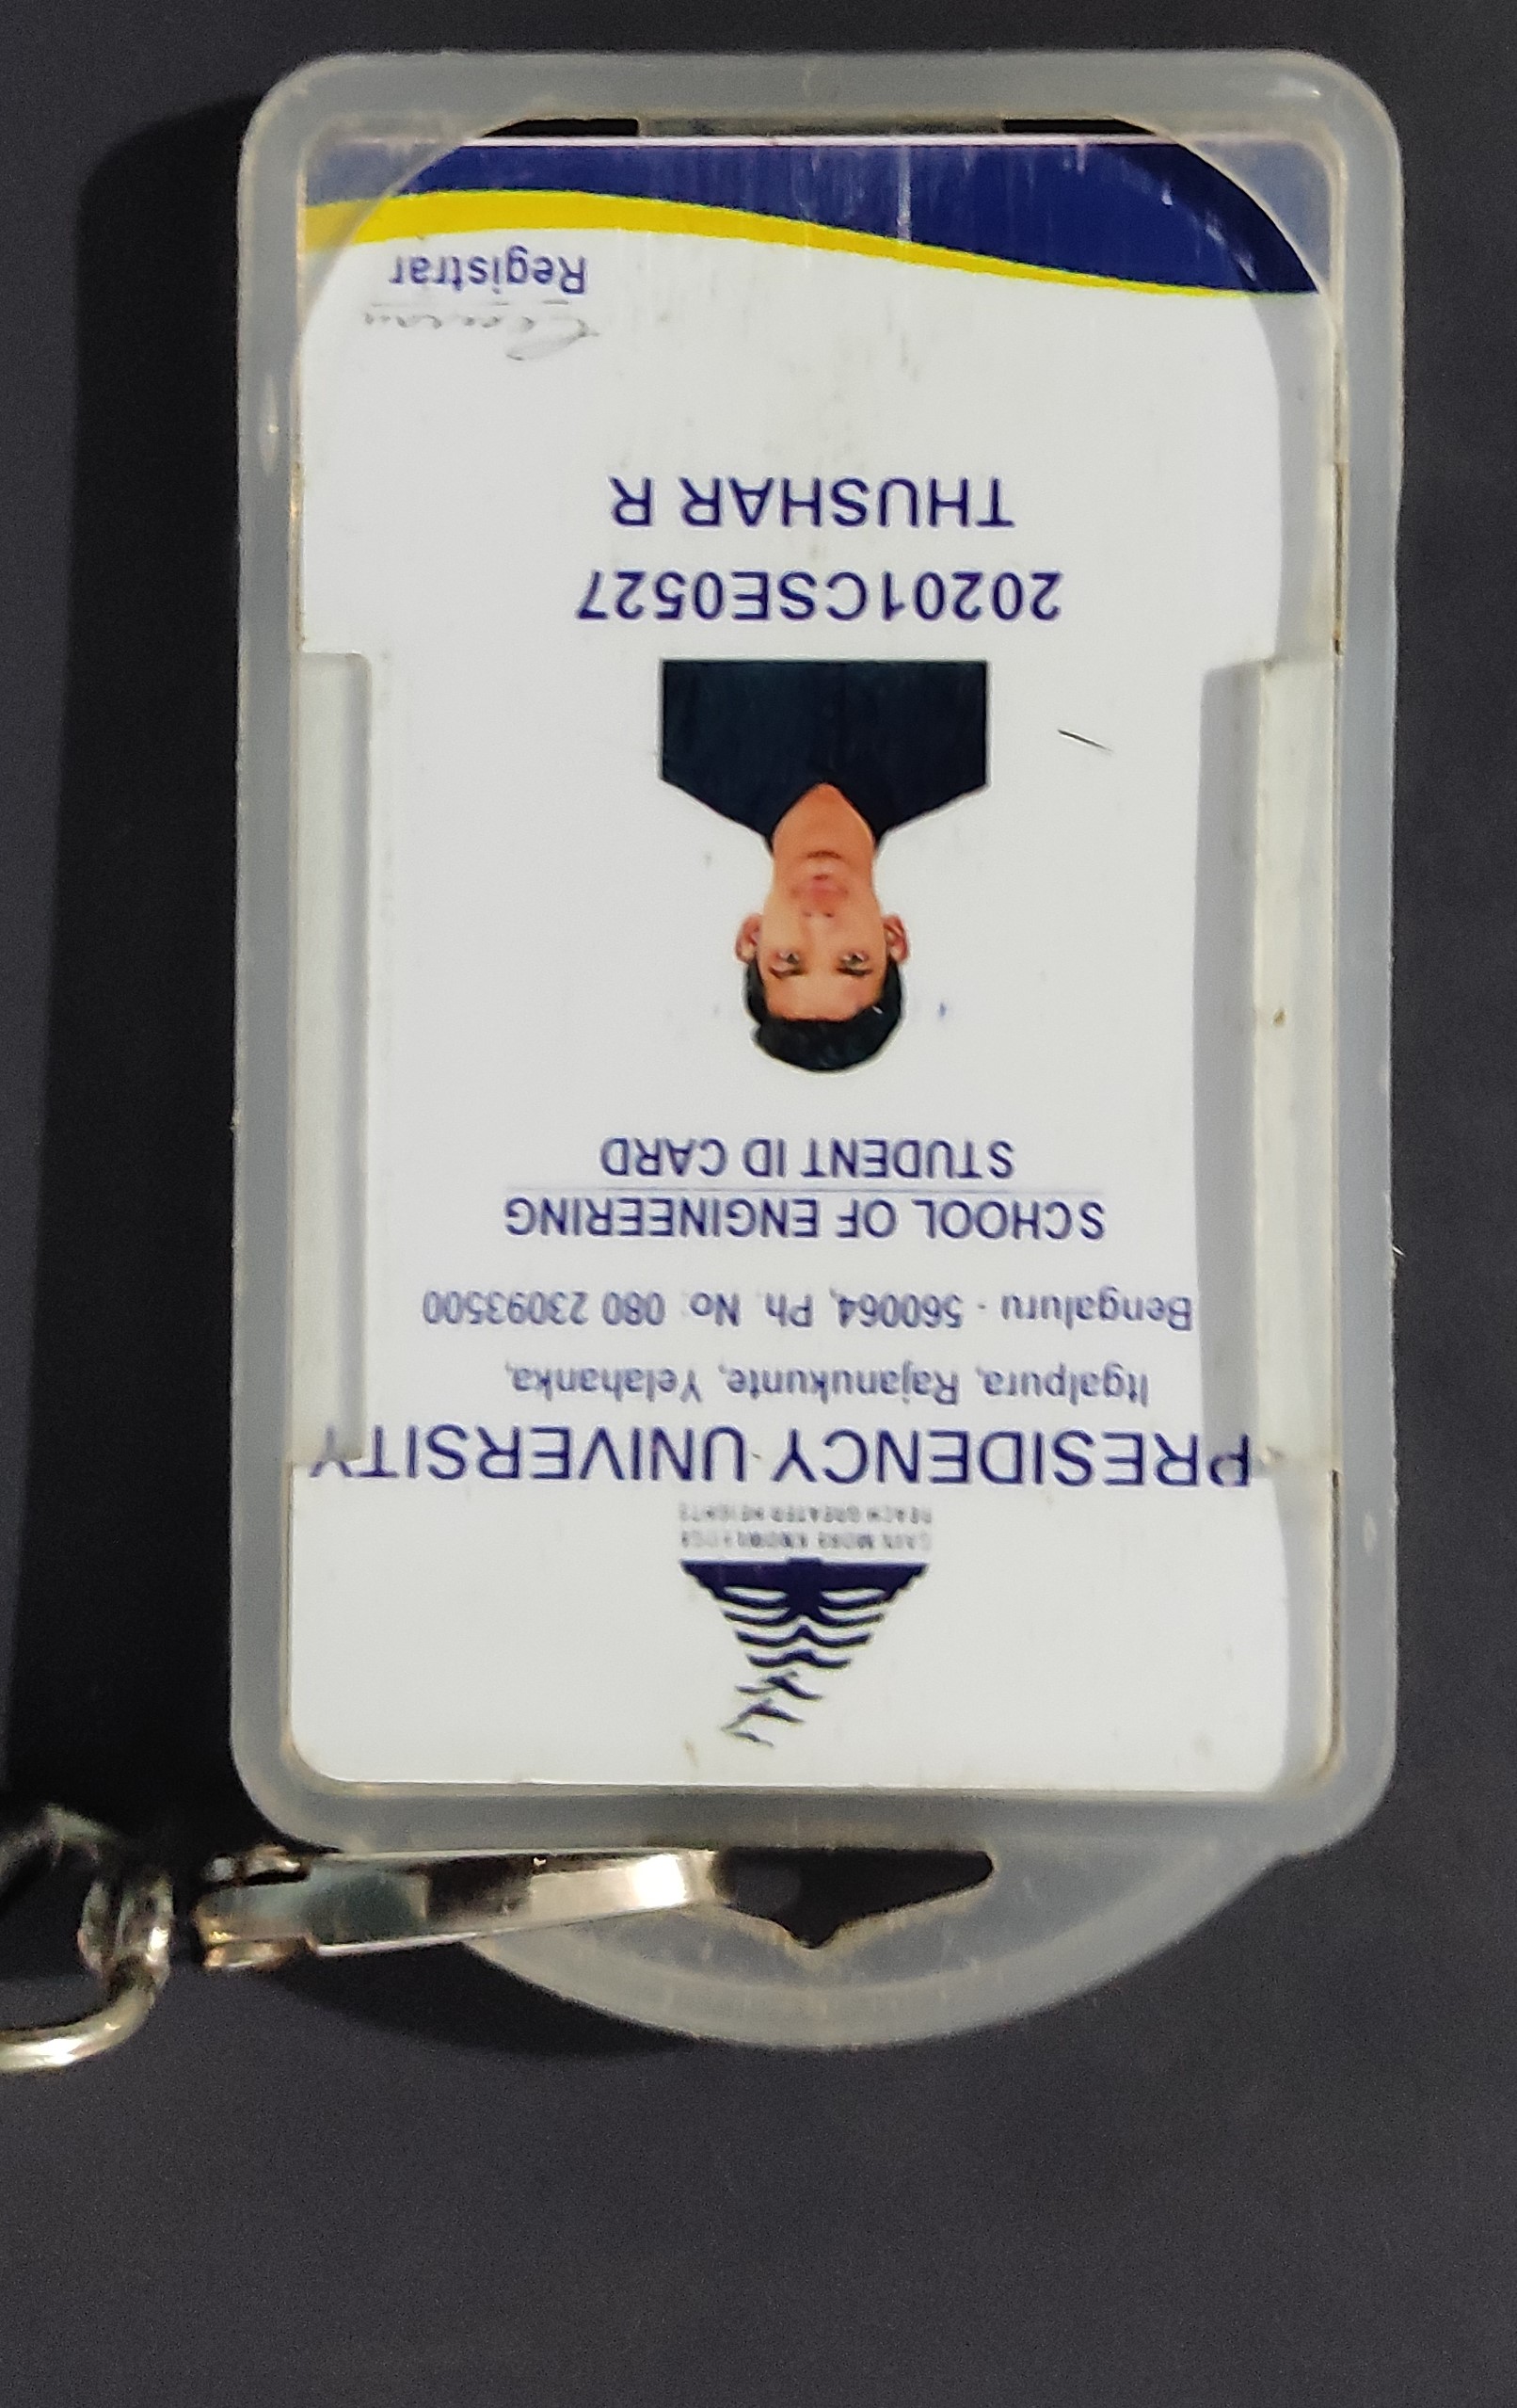 GAIN MORE KNOWLEDGE
REACH GREATER HEIGHTS
PRESIDENCY UNIVERSITY
Itgalpura, Rajanukunte, Yelahanka,
Bengaluru - 560064, Ph. No: 080 23093500
SCHOOL OF ENGINEERING
STUDENT ID CARD
20201CSE0527
THUSHAR R
Registrar